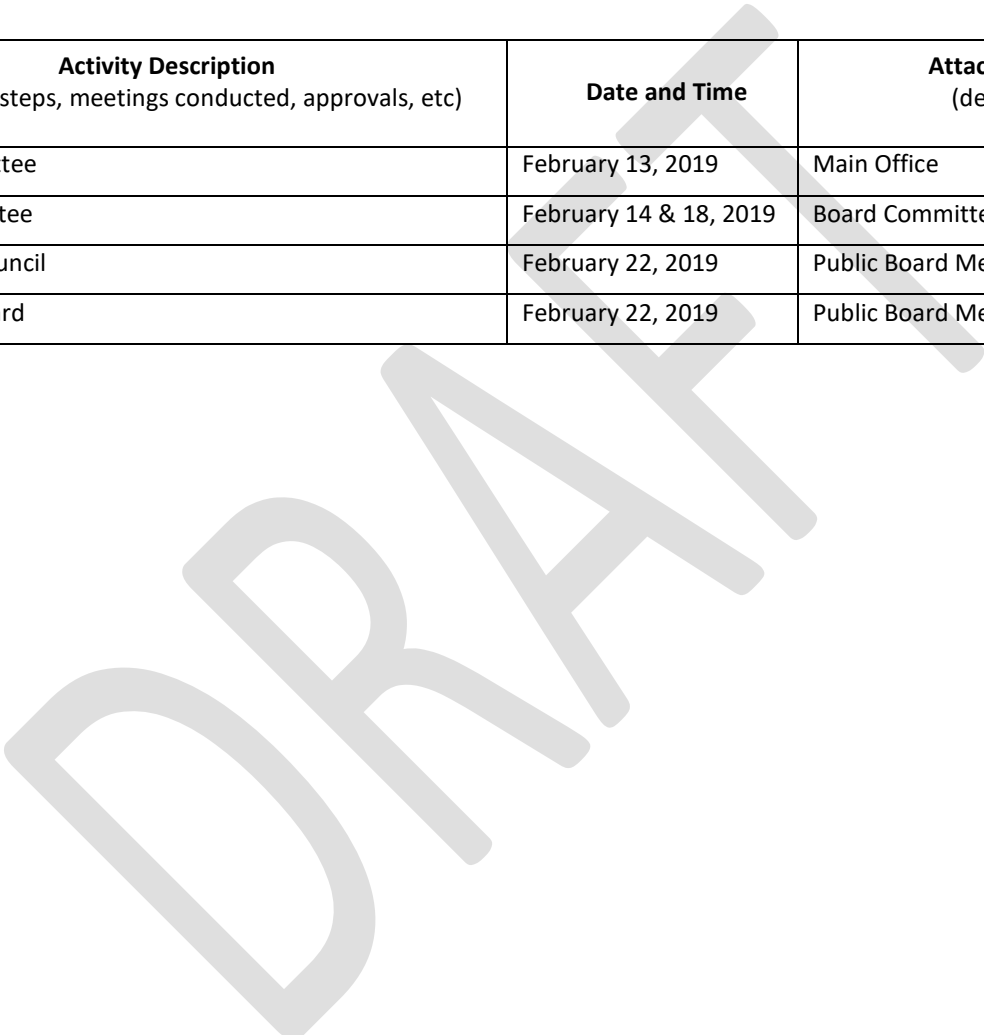 Activity Description
steps, meetings conducted, approvals, etc)
Date and Time
Attac
(de
ttee
February 13, 2019
Main Office
tee
February 14 & 18, 2019
Board Committe
uncil
February 22, 2019
Public Board Me
rd
February 22, 2019
Public Board Me
DRAFT